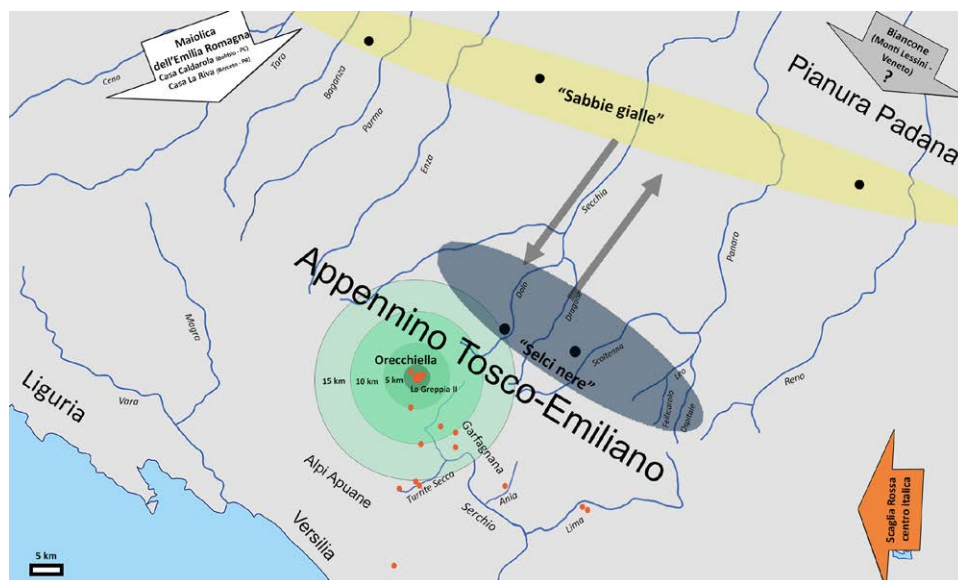 Maiolica
dell'Emilia Romagna
Casa Caldarola (Bobbio - PC)
Casa La Riva (Berceto - PR)
Biancone
(Monti Lessini -
Veneto)
?
Pianura Padana
"Sabbie gialle"
Ceno
Taro
Baganza
Parma
Enza
Secchia
Panaro
Reno
Dolo
Dragone
Scoltenna
Leo
Fellicarolo
Ospitale
Appennino Tosco-Emiliano
"Selci nere"
Orecchiella
15 km
10 km
5 km
La Greppia II
Magra
Vara
Liguria
Garfagnana
Alpi Apuane
Turrite Secca
Serchio
Ania
Lima
Versilia
Scaglia Rossa
centro italica
5 km